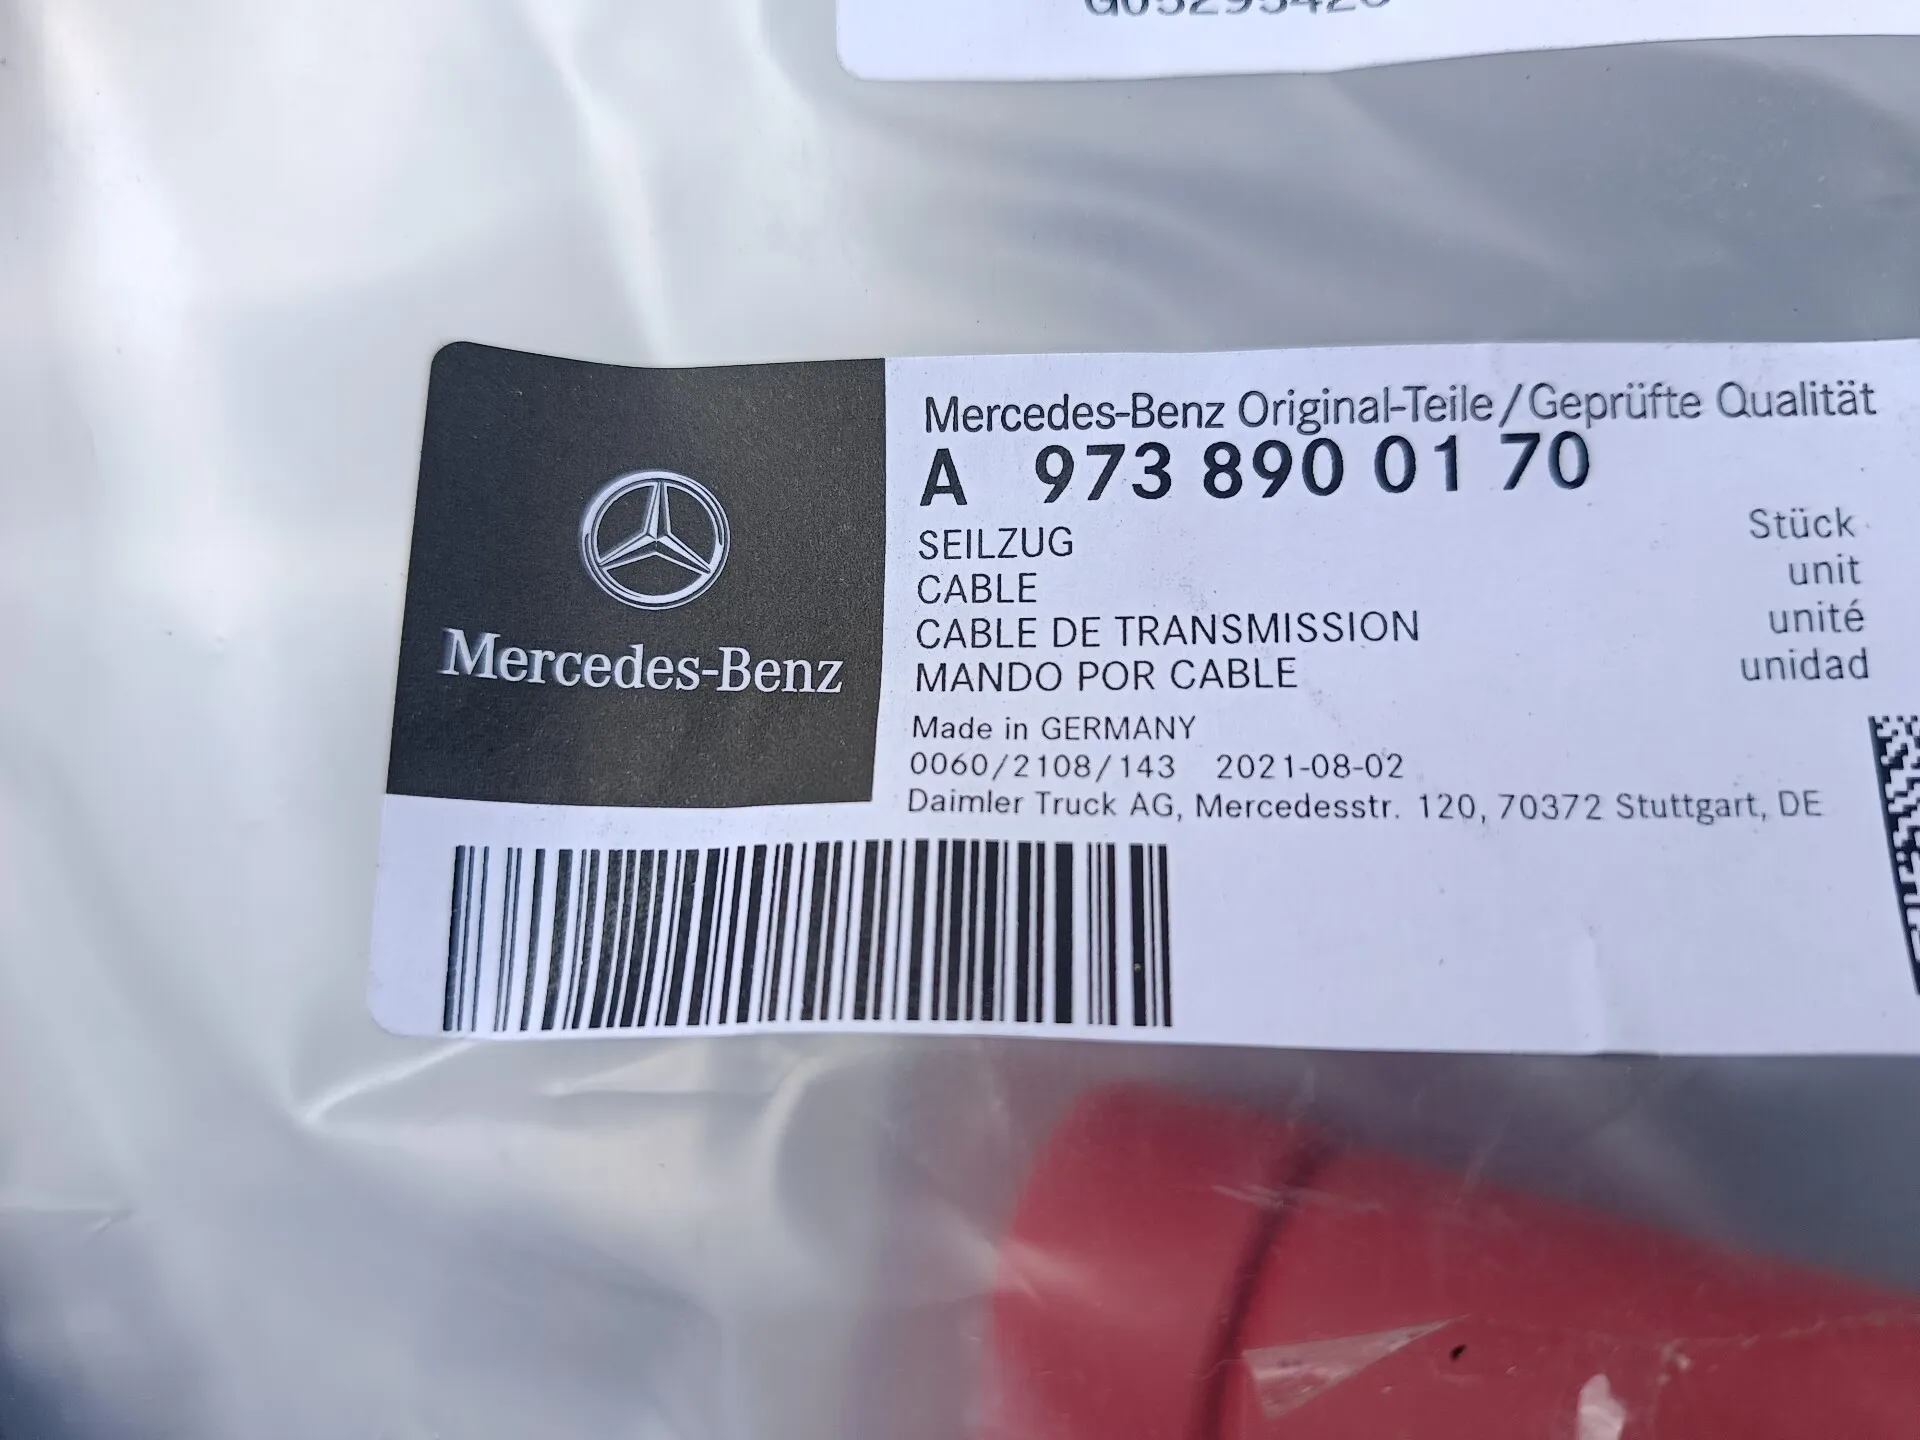 Mercedes-Benz
Mercedes-Benz Original-Teile/Geprüfte Qualität
A 973 890 01 70
SEILZUG
CABLE
CABLE DE TRANSMISSION
MANDO POR CABLE
Stück
unit
unité
unidad
Made in GERMANY
0060/2108/143 2021-08-02
Daimler Truck AG, Mercedesstr. 120, 70372 Stuttgart, DE